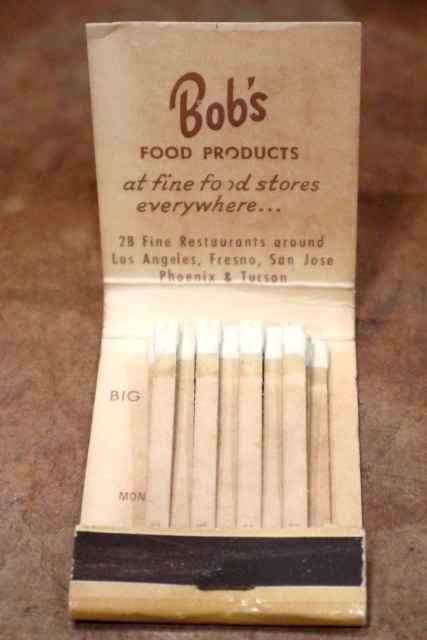 Bob's
FOOD PRODUCTS
at fine food stores
everywhere...
28 Fine Restaurants around
Los Angeles, Fresno, San Jose
Phoenix & Tucson
BIG
MON